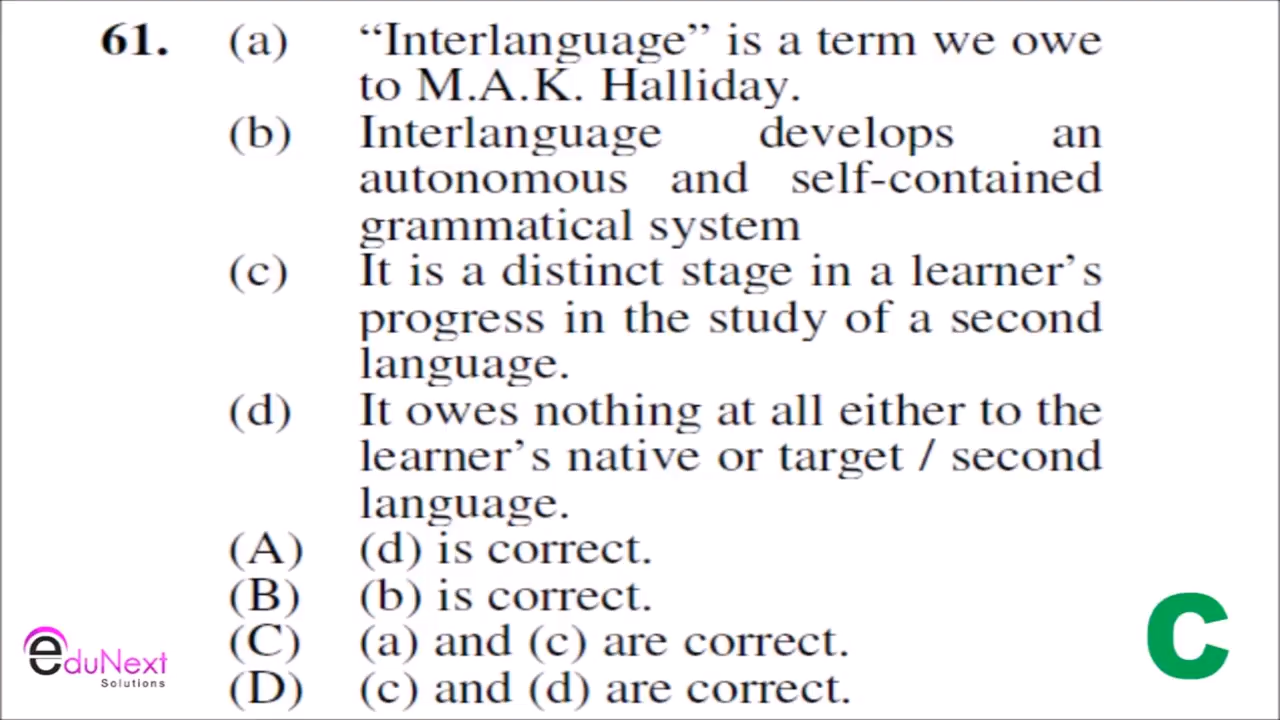 61. (a) “Interlanguage” is a term we owe
to M.A.K. Halliday.
(b) Interlanguage develops an
autonomous and self-contained
grammatical system
(c) It is a distinct stage in a learner’s
progress in the study of a second
language.
(d) It owes nothing at all either to the
learner’s native or target / second
language.
(A) (d) is correct.
(B) (b) is correct.
(C) (a) and (c) are correct.
(D) (c) and (d) are correct.
C
eduNext
Solutions